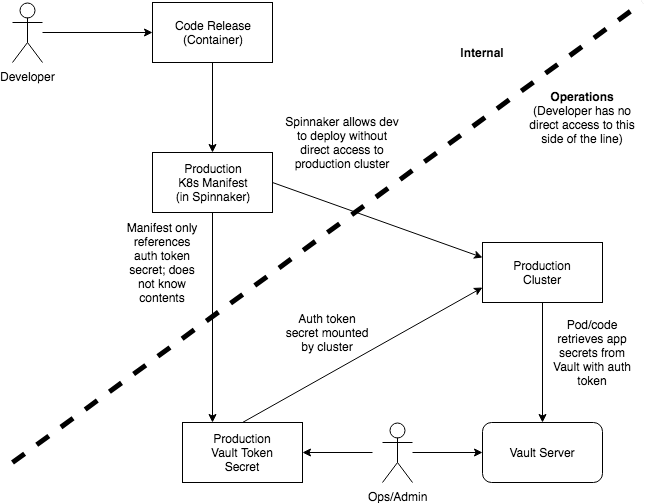 Code Release
(Container)
Developer
Internal
Operations
(Developer has no
direct access to this
side of the line)
Spinnaker allows dev
to deploy without
direct access to
production cluster
Production
K8s Manifest
(in Spinnaker)
Manifest only
references
auth token
secret; does
not know
contents
Production
Cluster
Auth token
secret mounted
by cluster
Pod/code
retrieves app
secrets from
Vault with auth
token
Production
Vault Token
Secret
Vault Server
Ops/Admin